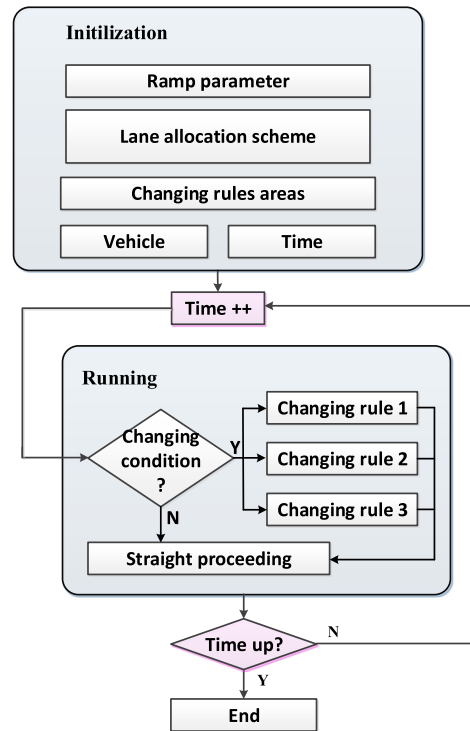 Initilization
Ramp parameter
Lane allocation scheme
Changing rules areas
Vehicle
Time
Time ++
Running
Changing
condition
?
Y
N
Changing rule 1
Changing rule 2
Changing rule 3
Straight proceeding
Time up?
N
Y
End